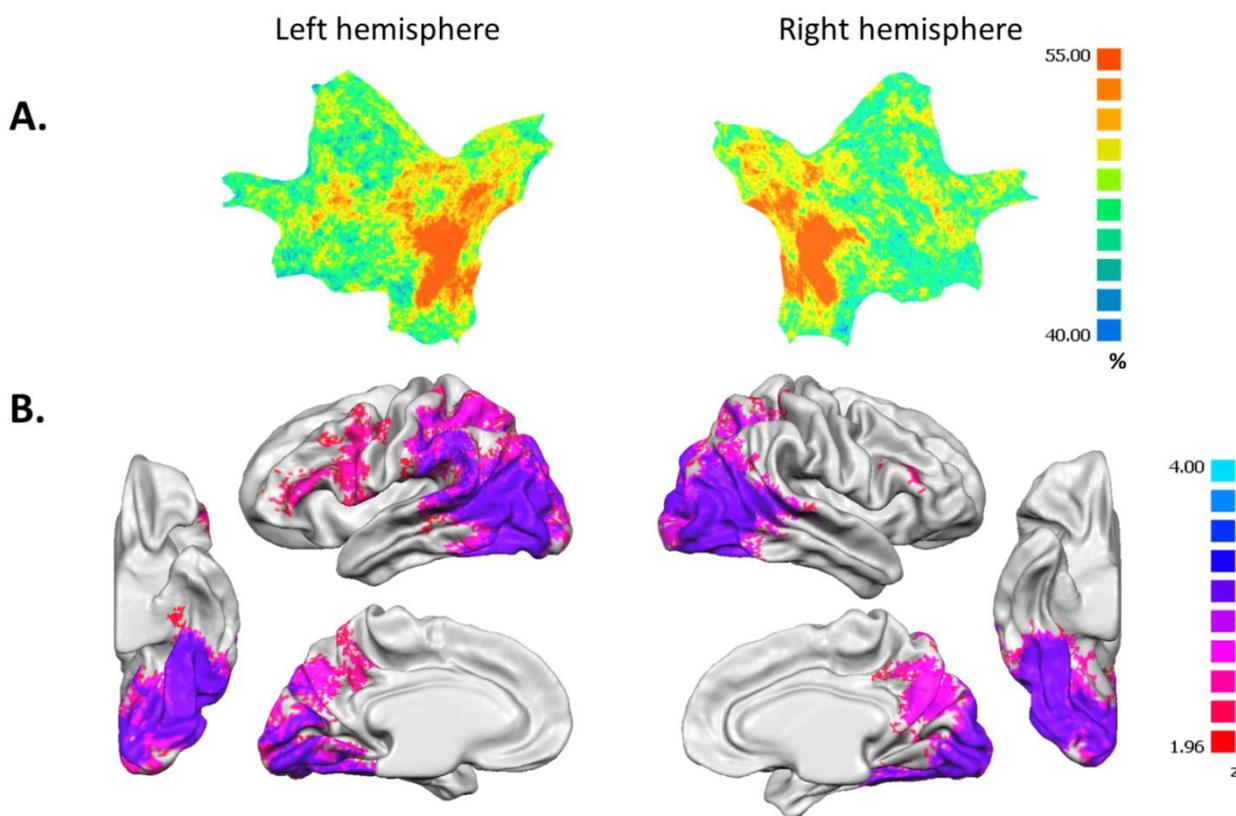 Left hemisphere
Right hemisphere
A.
55.00
40.00
%
B.
4.00
1.96
z